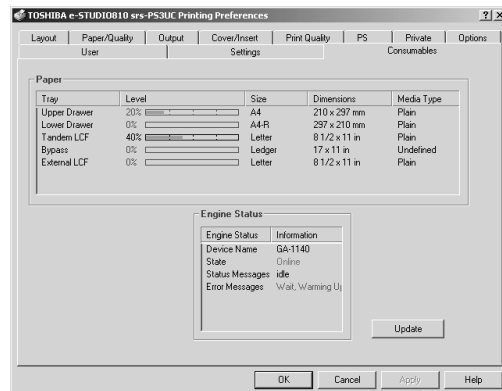 TOSHIBA e-STUDIO810 srs-PS3UC Printing Preferences
Layout Paper/Quality Output Cover/Insert Print Quality PS Private Options
User Settings Consumables
Paper
Tray Level Size Dimensions Media Type
Upper Drawer 20% A4 210 x 297 mm Plain
Lower Drawer 0% A4-R 297 x 210 mm Plain
Tandem LCF 40% Letter 8 1/2 x 11 in Plain
Bypass 0% Ledger 17 x 11 in Undefined
External LCF 0% Letter 8 1/2 x 11 in Plain
Engine Status
Engine Status Information
Device Name GA-1140
State Online
Status Messages idle
Error Messages Wait, Warming U
Update
OK Cancel Apply Help